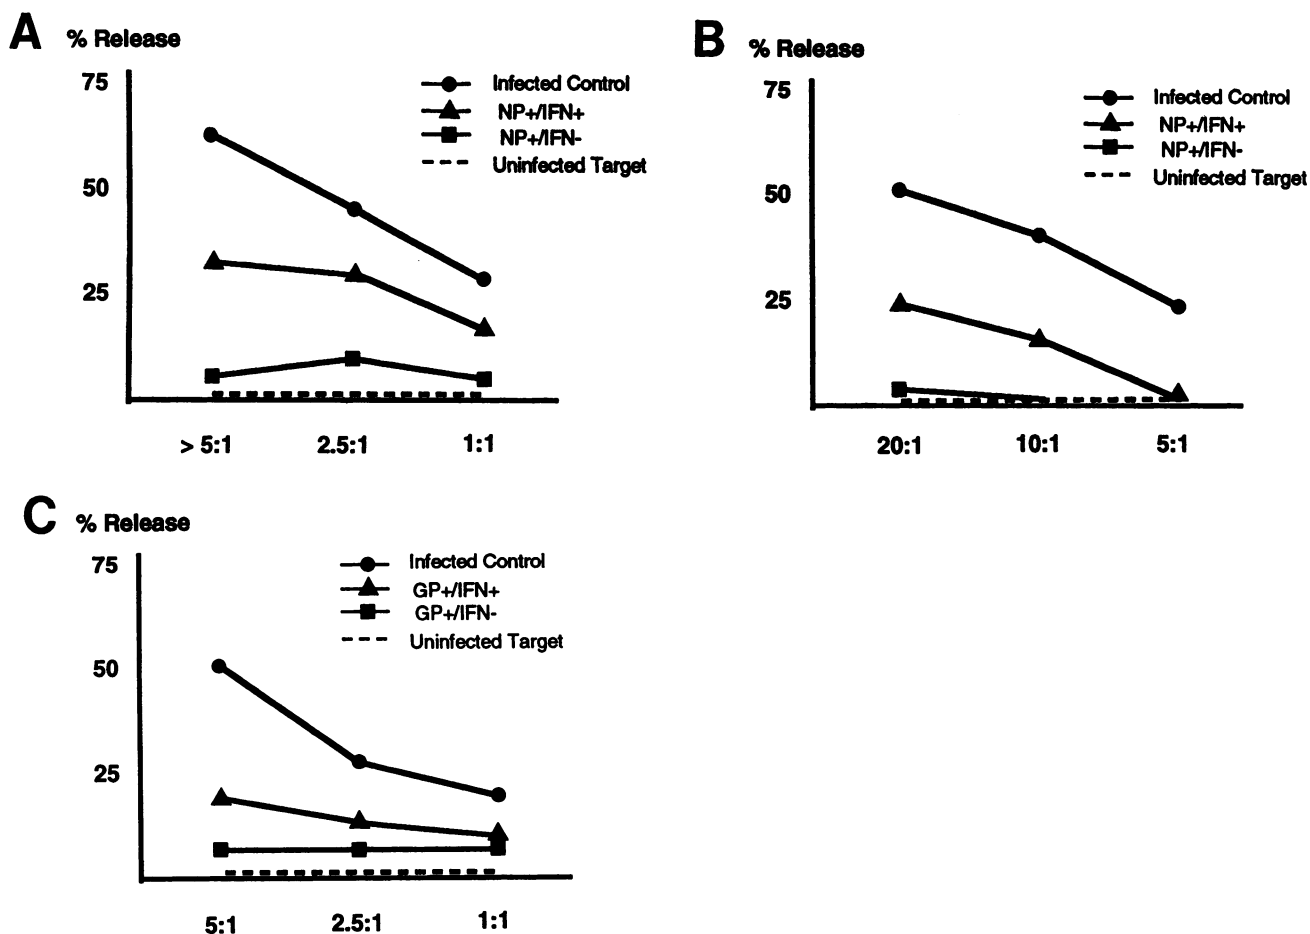 A
% Release
75
50
25
Infected Control
NP+/IFN+
NP+/IFN-
Uninfected Target
> 5:1 2.5:1 1:1
B
% Release
75
50
25
Infected Control
NP+/IFN+
NP+/IFN-
Uninfected Target
20:1 10:1 5:1
C
% Release
75
50
25
Infected Control
GP+/IFN+
GP+/IFN-
Uninfected Target
5:1 2.5:1 1:1